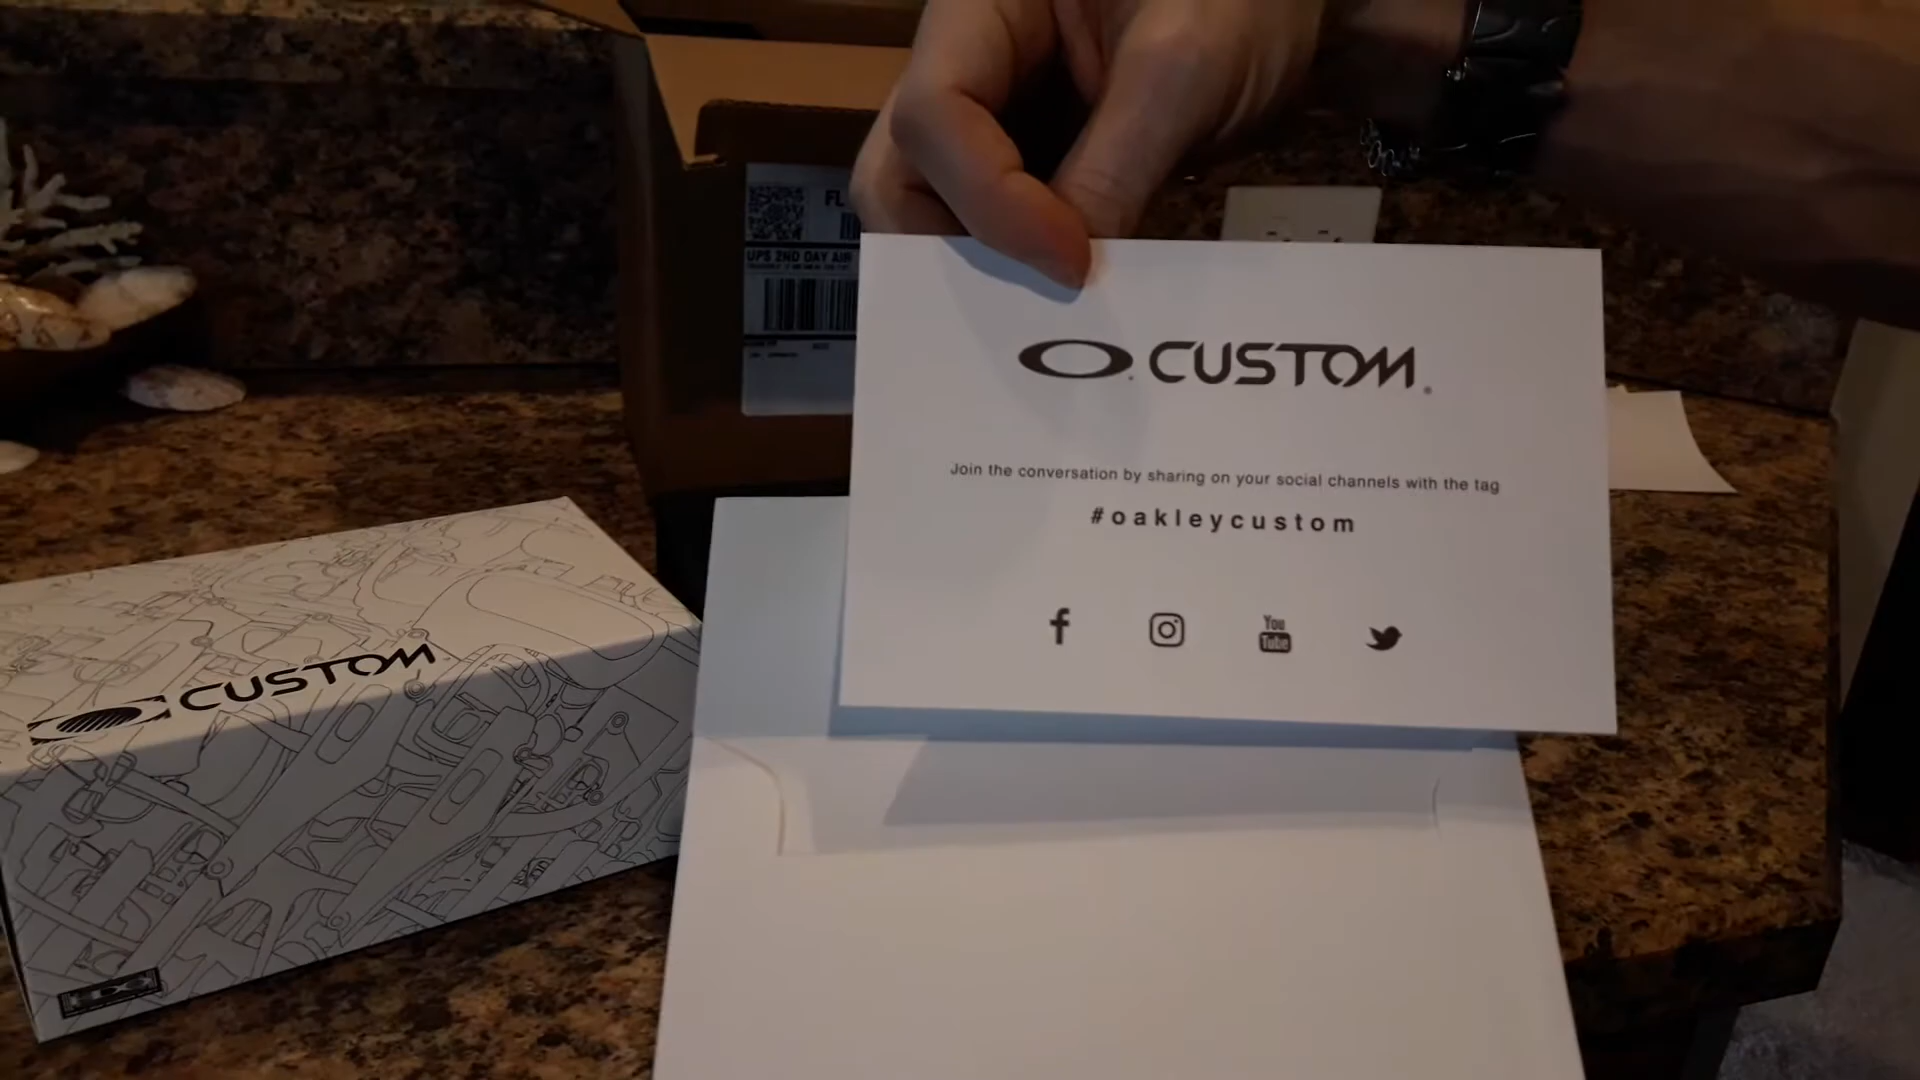 FL
UPS 2ND DAY AIR
CUSTOM
Join the conversation by sharing on your social channels with the tag
#oakleycustom
You
Tube
CUSTOM